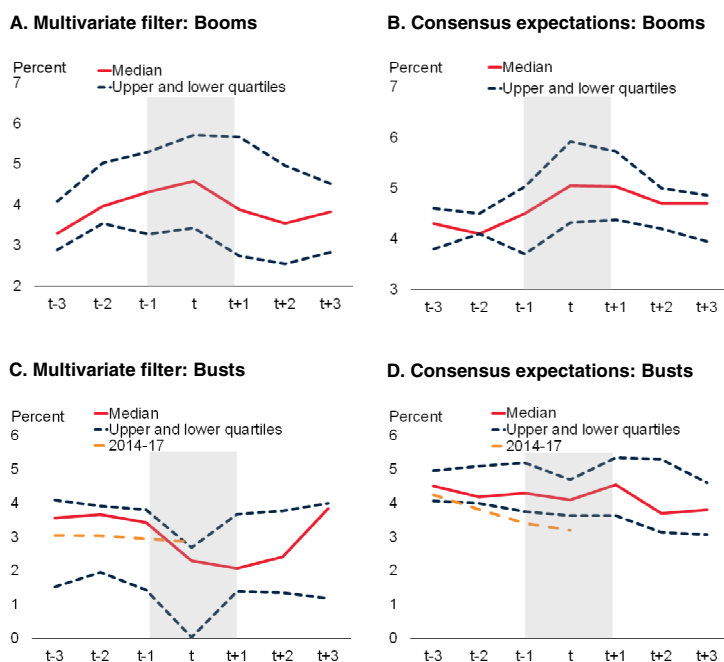 A. Multivariate filter: Booms
Percent
Median
Upper and lower quartiles
7
6
5
4
3
2
t-3 t-2 t-1 t t+1 t+2 t+3
B. Consensus expectations: Booms
Percent
Median
Upper and lower quartiles
7
6
5
4
3
t-3 t-2 t-1 t t+1 t+2 t+3
C. Multivariate filter: Busts
Percent
Median
Upper and lower quartiles
2014-17
6
5
4
3
2
1
0
t-3 t-2 t-1 t t+1 t+2 t+3
D. Consensus expectations: Busts
Percent
Median
Upper and lower quartiles
2014-17
6
5
4
3
2
1
0
t-3 t-2 t-1 t t+1 t+2 t+3